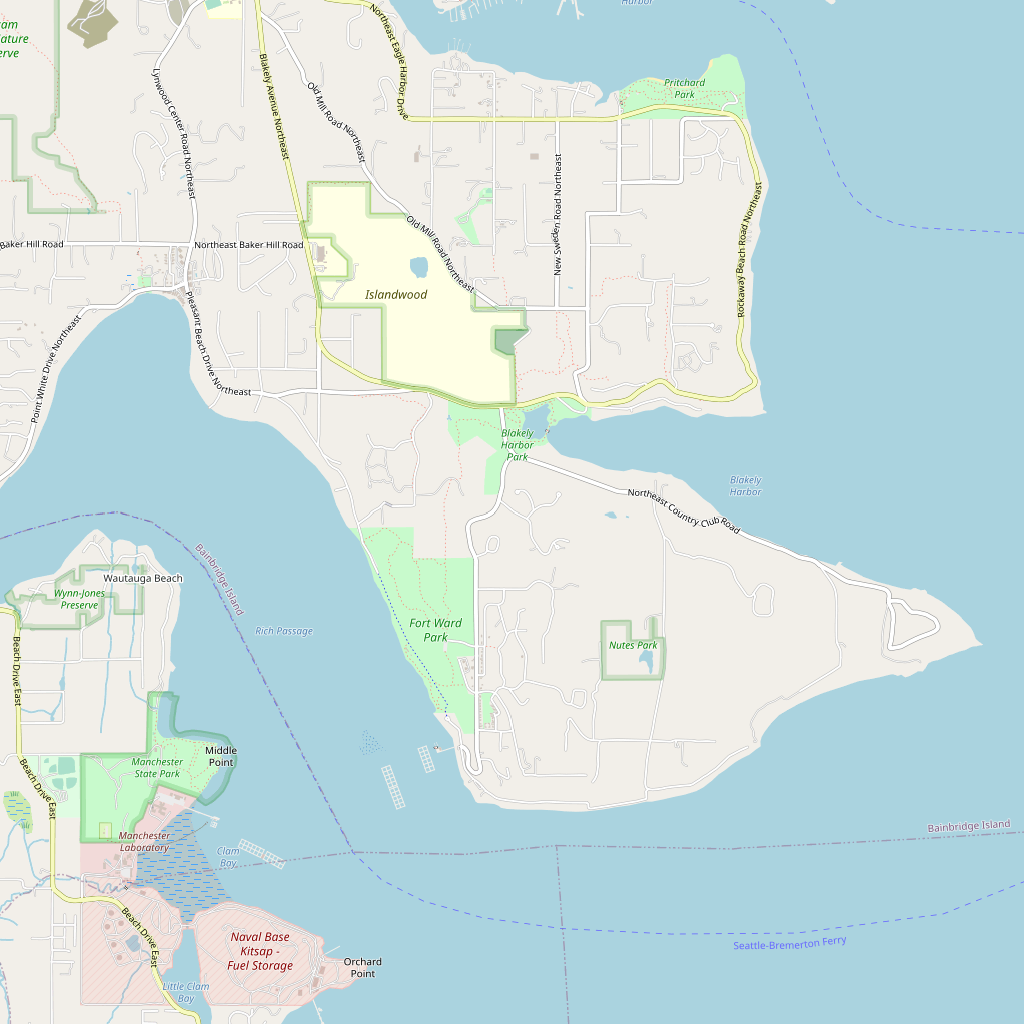 Harbor
Northeast Eagle Harbor Drive
ature
erve
Blakely Avenue Northeast
Lynwood Center Road Northeast
Old Mill Road Northeast
Pritchard
Park
New Sweden Road Northeast
Rockaway Beach Road Northeast
Old Mill Road Northeast
Baker Hill Road
Northeast Baker Hill Road
Islandwood
Point White Drive Northeast
Pleasant Beach Drive Northeast
Blakely
Harbor
Park
Blakely
Harbor
Northeast Country Club Road
Bainbridge Island
Wautauga Beach
Wynn-Jones
Preserve
Rich Passage
Fort Ward
Park
Nutes Park
Beach Drive East
Middle
Point
Manchester
State Park
Beach Drive East
Manchester
Laboratory
Clam
Bay
Bainbridge Island
Beach Drive East
Naval Base
Kitsap -
Fuel Storage
Orchard
Point
Seattle-Bremerton Ferry
Little Clam
Bay